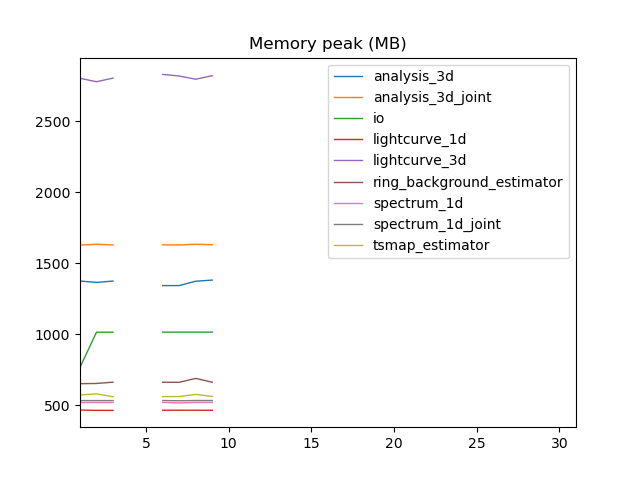 Memory peak (MB)
analysis_3d
analysis_3d_joint
io
lightcurve_1d
lightcurve_3d
ring_background_estimator
spectrum_1d
spectrum_1d_joint
tsmap_estimator
2500
2000
1500
1000
500
5 10 15 20 25 30